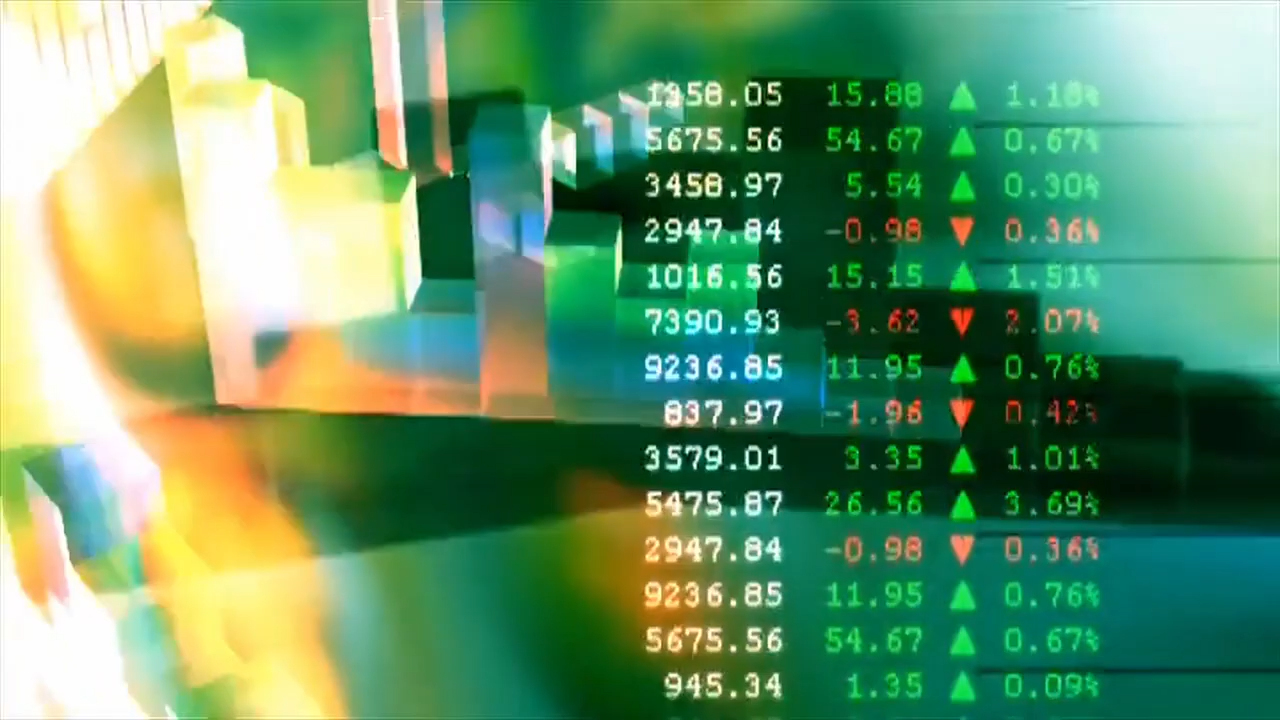 1358.05 15.88 ▲ 1.18%
5675.56 54.67 ▲ 0.67%
3458.97 5.54 ▲ 0.30%
2947.84 -0.98 ▼ 0.36%
1016.56 15.15 ▲ 1.51%
7390.93 -3.62 ▼ 2.07%
9236.85 11.95 ▲ 0.76%
837.97 -1.96 ▼ 0.42%
3579.01 3.35 ▲ 1.01%
5475.87 26.56 ▲ 3.69%
2947.84 -0.98 ▼ 0.36%
9236.85 11.95 ▲ 0.76%
5675.56 54.67 ▲ 0.67%
945.34 1.35 ▲ 0.09%